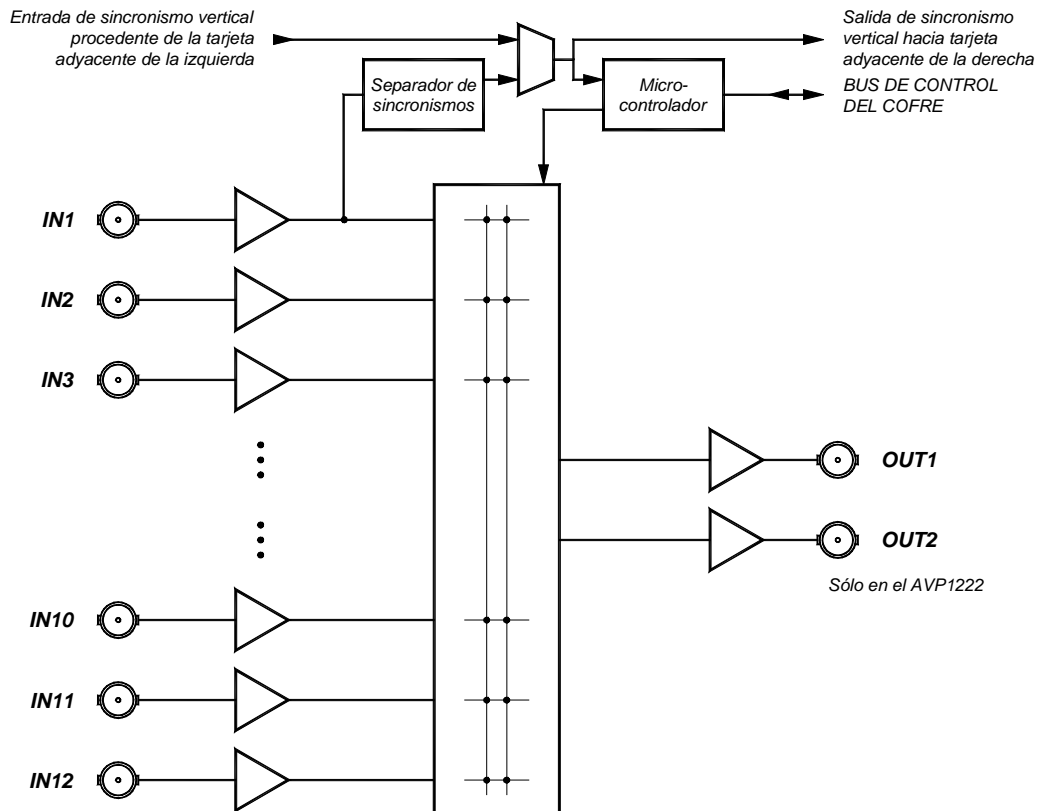 Entrada de sincronismo vertical
procedente de la tarjeta
adyacente de la izquierda
Salida de sincronismo
vertical hacia tarjeta
adyacente de la derecha
Separador de
sincronismos
Micro-
controlador
BUS DE CONTROL
DEL COFRE
IN1
IN2
IN3
OUT1
OUT2
Sólo en el AVP1222
IN10
IN11
IN12